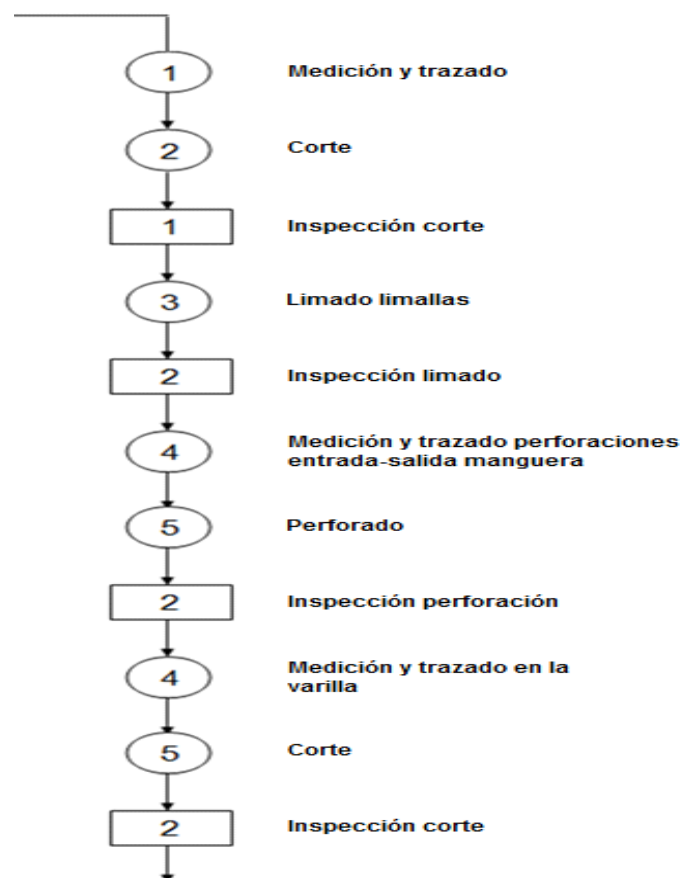 1 Medición y trazado
2 Corte
1 Inspección corte
3 Limado limallas
2 Inspección limado
4 Medición y trazado perforaciones
entrada-salida manguera
5 Perforado
2 Inspección perforación
4 Medición y trazado en la
varilla
5 Corte
2 Inspección corte